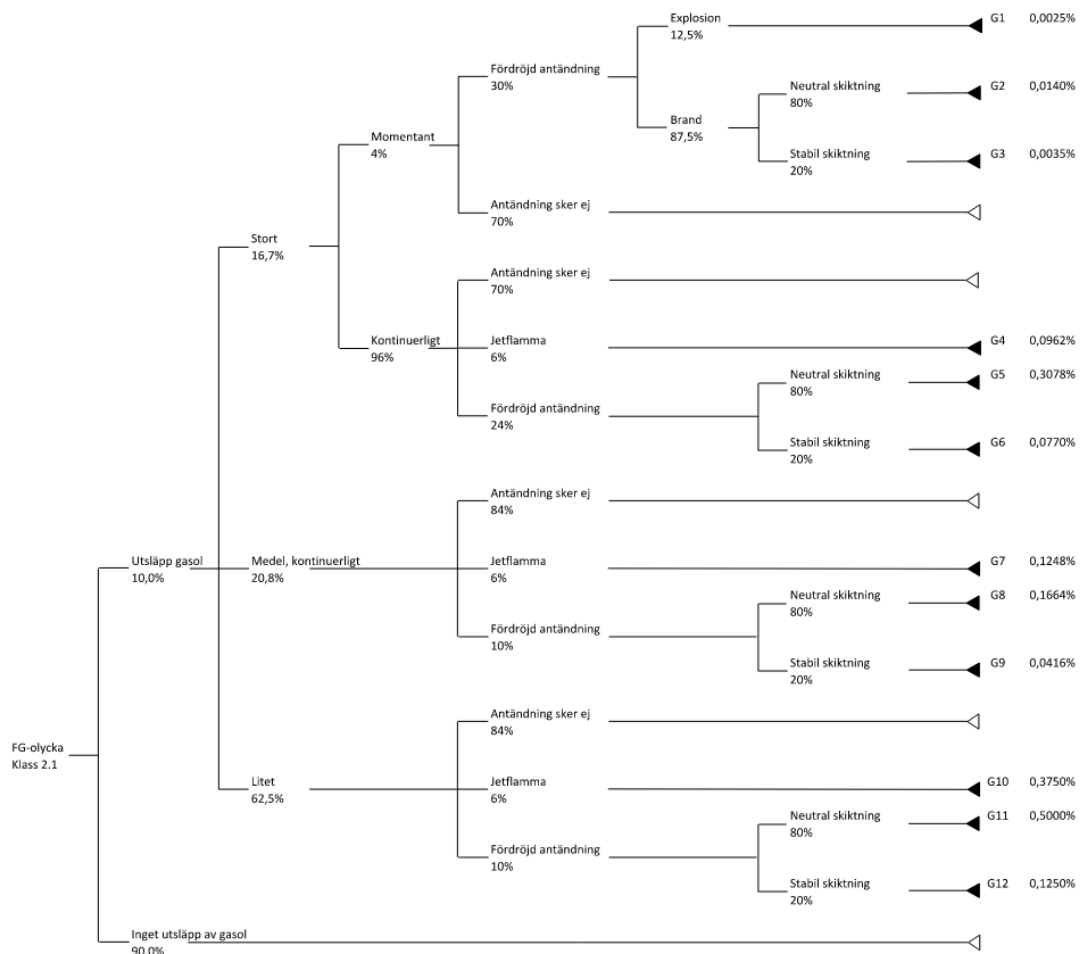 Explosion
12,5%
G1 0,0025%
Fördröjd antändning
30%
Neutral skiktning
80%
G2 0,0140%
Brand
87,5%
Momentant
4%
Stabil skiktning
20%
G3 0,0035%
Antändning sker ej
70%
Stort
16,7%
Antändning sker ej
70%
Kontinuerligt
96%
Jetflamma
6%
G4 0,0962%
Neutral skiktning
80%
G5 0,3078%
Fördröjd antändning
24%
Stabil skiktning
20%
G6 0,0770%
Antändning sker ej
84%
Utsläpp gasol
10,0%
Medel, kontinuerligt
20,8%
Jetflamma
6%
G7 0,1248%
Neutral skiktning
80%
G8 0,1664%
Fördröjd antändning
10%
Stabil skiktning
20%
G9 0,0416%
Antändning sker ej
84%
FG-olycka
Klass 2.1
Litet
62,5%
Jetflamma
6%
G10 0,3750%
Neutral skiktning
80%
G11 0,5000%
Fördröjd antändning
10%
Stabil skiktning
20%
G12 0,1250%
Inget utsläpp av gasol
90,0%